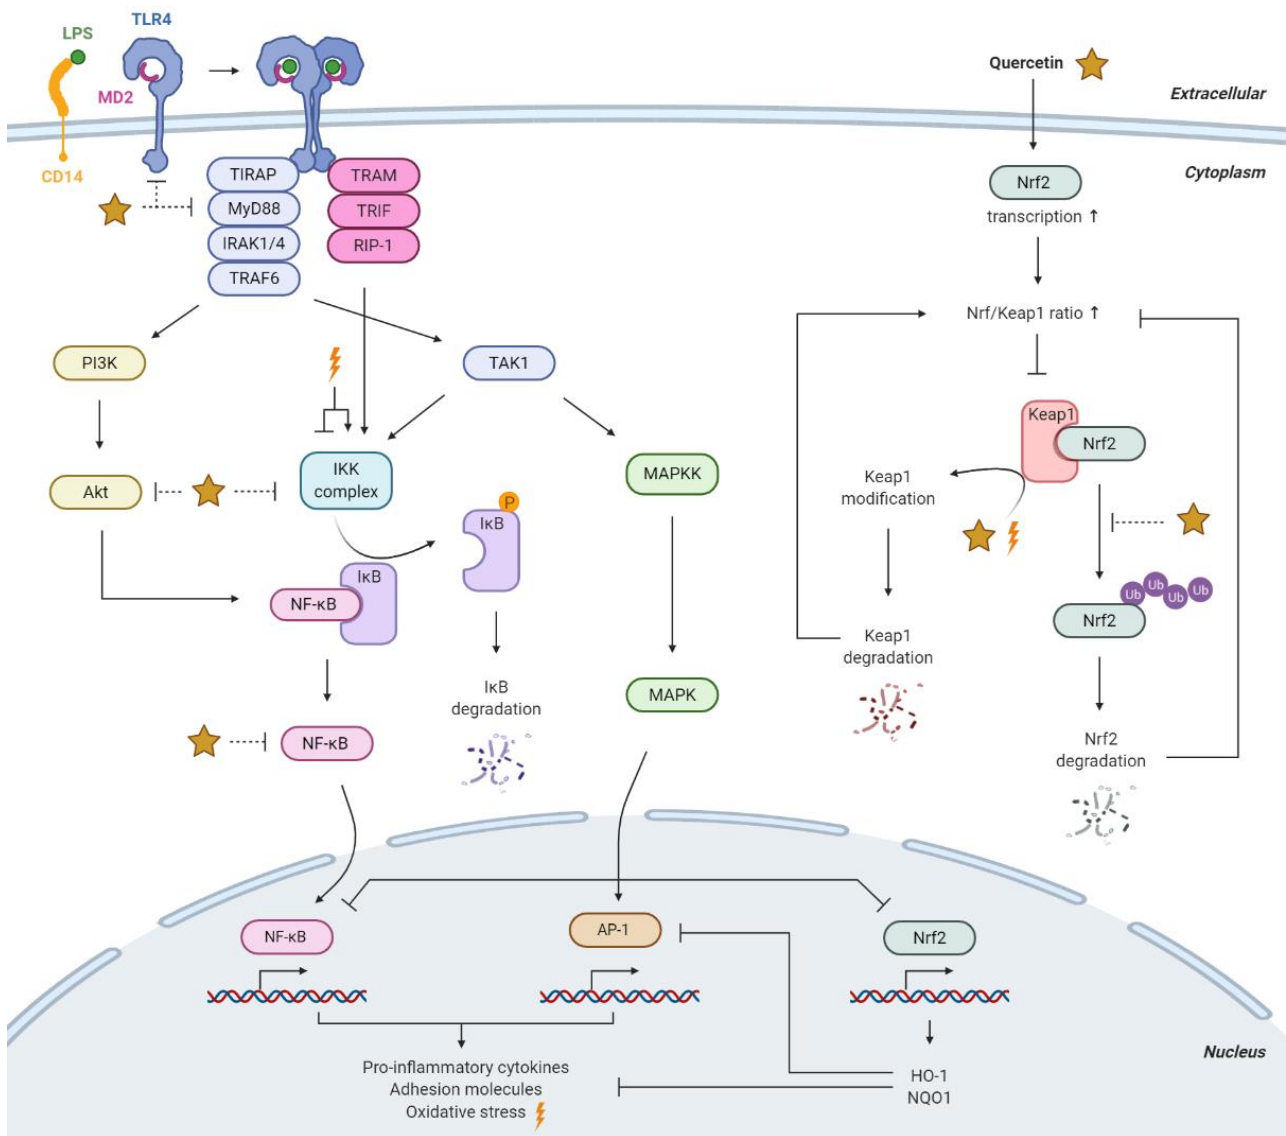 LPS
TLR4
MD2
CD14
Quercetin
Extracellular
Cytoplasm
TIRAP
MyD88
IRAK1/4
TRAF6
TRAM
TRIF
RIP-1
Nrf2
transcription ↑
Nrf/Keap1 ratio ↑
PI3K
TAK1
Keap1
Nrf2
Akt
IKK
complex
MAPKK
Keap1
modification
P
IκB
IκB
NF-κB
Ub
Ub
Ub
Ub
Nrf2
Keap1
degradation
IκB
degradation
MAPK
NF-κB
Nrf2
degradation
NF-κB
AP-1
Nrf2
Nucleus
Pro-inflammatory cytokines
Adhesion molecules
Oxidative stress
HO-1
NQO1